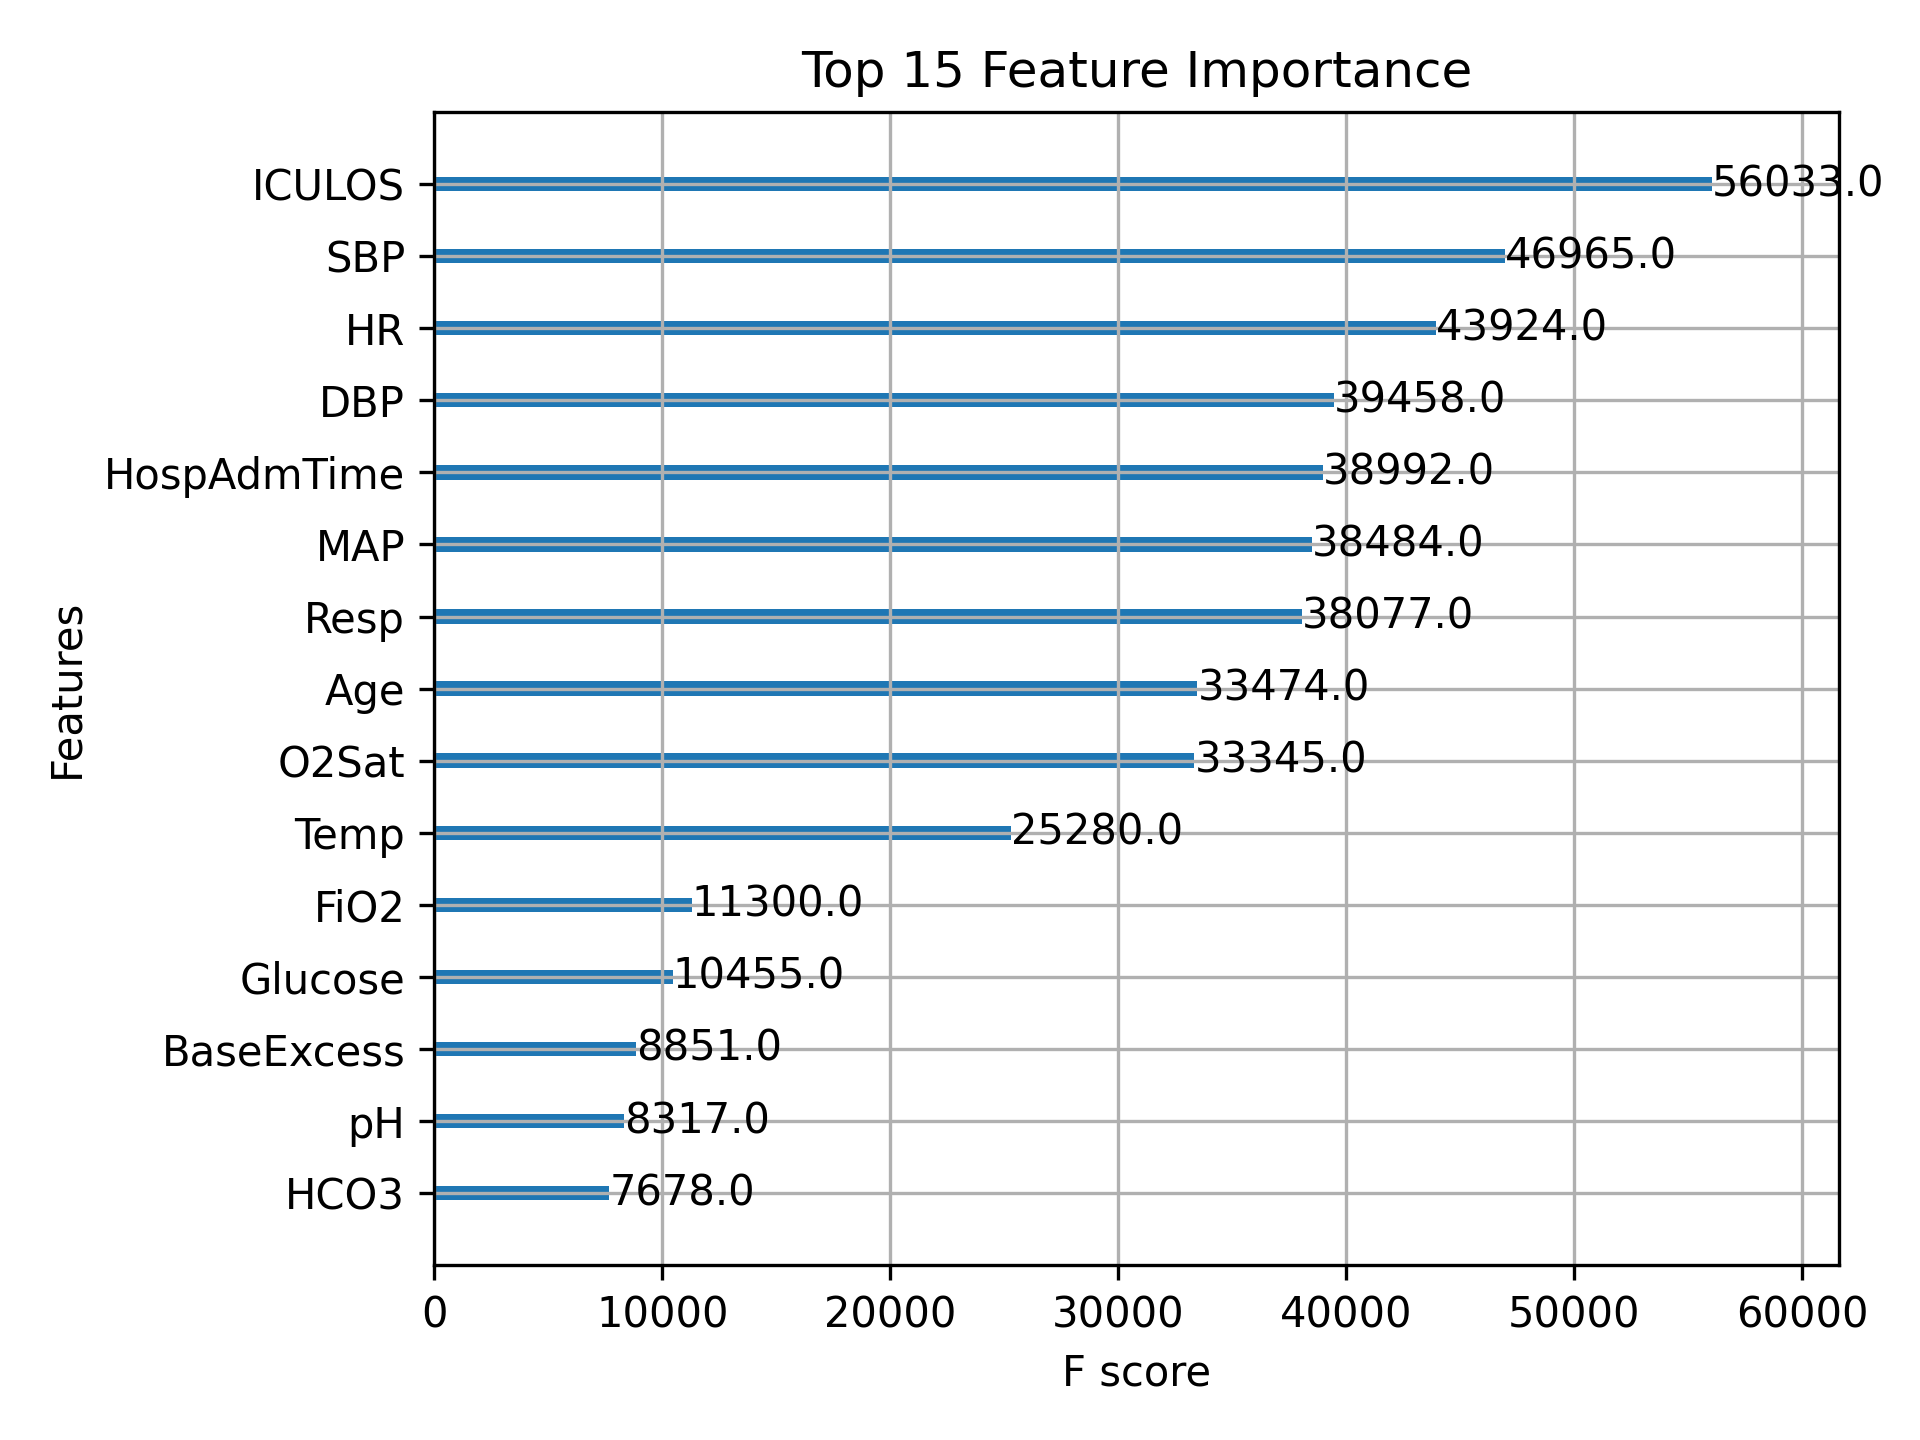 Top 15 Feature Importance
ICULOS 56033.0
SBP 46965.0
HR 43924.0
DBP 39458.0
HospAdmTime 38992.0
MAP 38484.0
Resp 38077.0
Age 33474.0
O2Sat 33345.0
Temp 25280.0
FiO2 11300.0
Glucose 10455.0
BaseExcess 8851.0
pH 8317.0
HCO3 7678.0
Features
0 10000 20000 30000 40000 50000 60000
F score